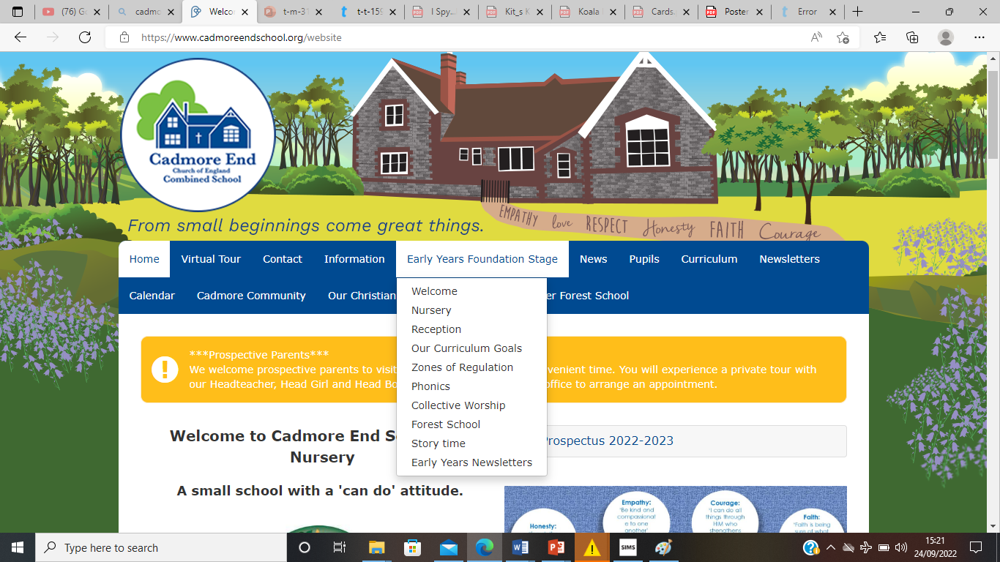 (76) Go
cadmo
Welco
t-m-31
t-t-159
I Spy...
Kit_s K
Koala
Cards.
Poster
Error
https://www.cadmoreendschool.org/website
Cadmore End
Church of England
Combined School
From small beginnings come great things.
EMPATHY love RESPECT Honesty FAITH Courage
Home Virtual Tour Contact Information Early Years Foundation Stage News Pupils Curriculum Newsletters
Calendar Cadmore Community Our Christian er Forest School
Welcome
Nursery
Reception
Our Curriculum Goals
Zones of Regulation
Phonics
Collective Worship
Forest School
Story time
Early Years Newsletters
***Prospective Parents***
We welcome prospective parents to visit venient time. You will experience a private tour with
our Headteacher, Head Girl and Head Bo office to arrange an appointment.
Welcome to Cadmore End S
Nursery
A small school with a 'can do' attitude.
Prospectus 2022-2023
Honesty:
Empathy:
'Be kind and
compassionat
e to one
another'
Courage:
'I can do all
things through
HIM who
strengthens
Faith:
'Faith is being
sure of what
Type here to search
SIMS
15:21
24/09/2022